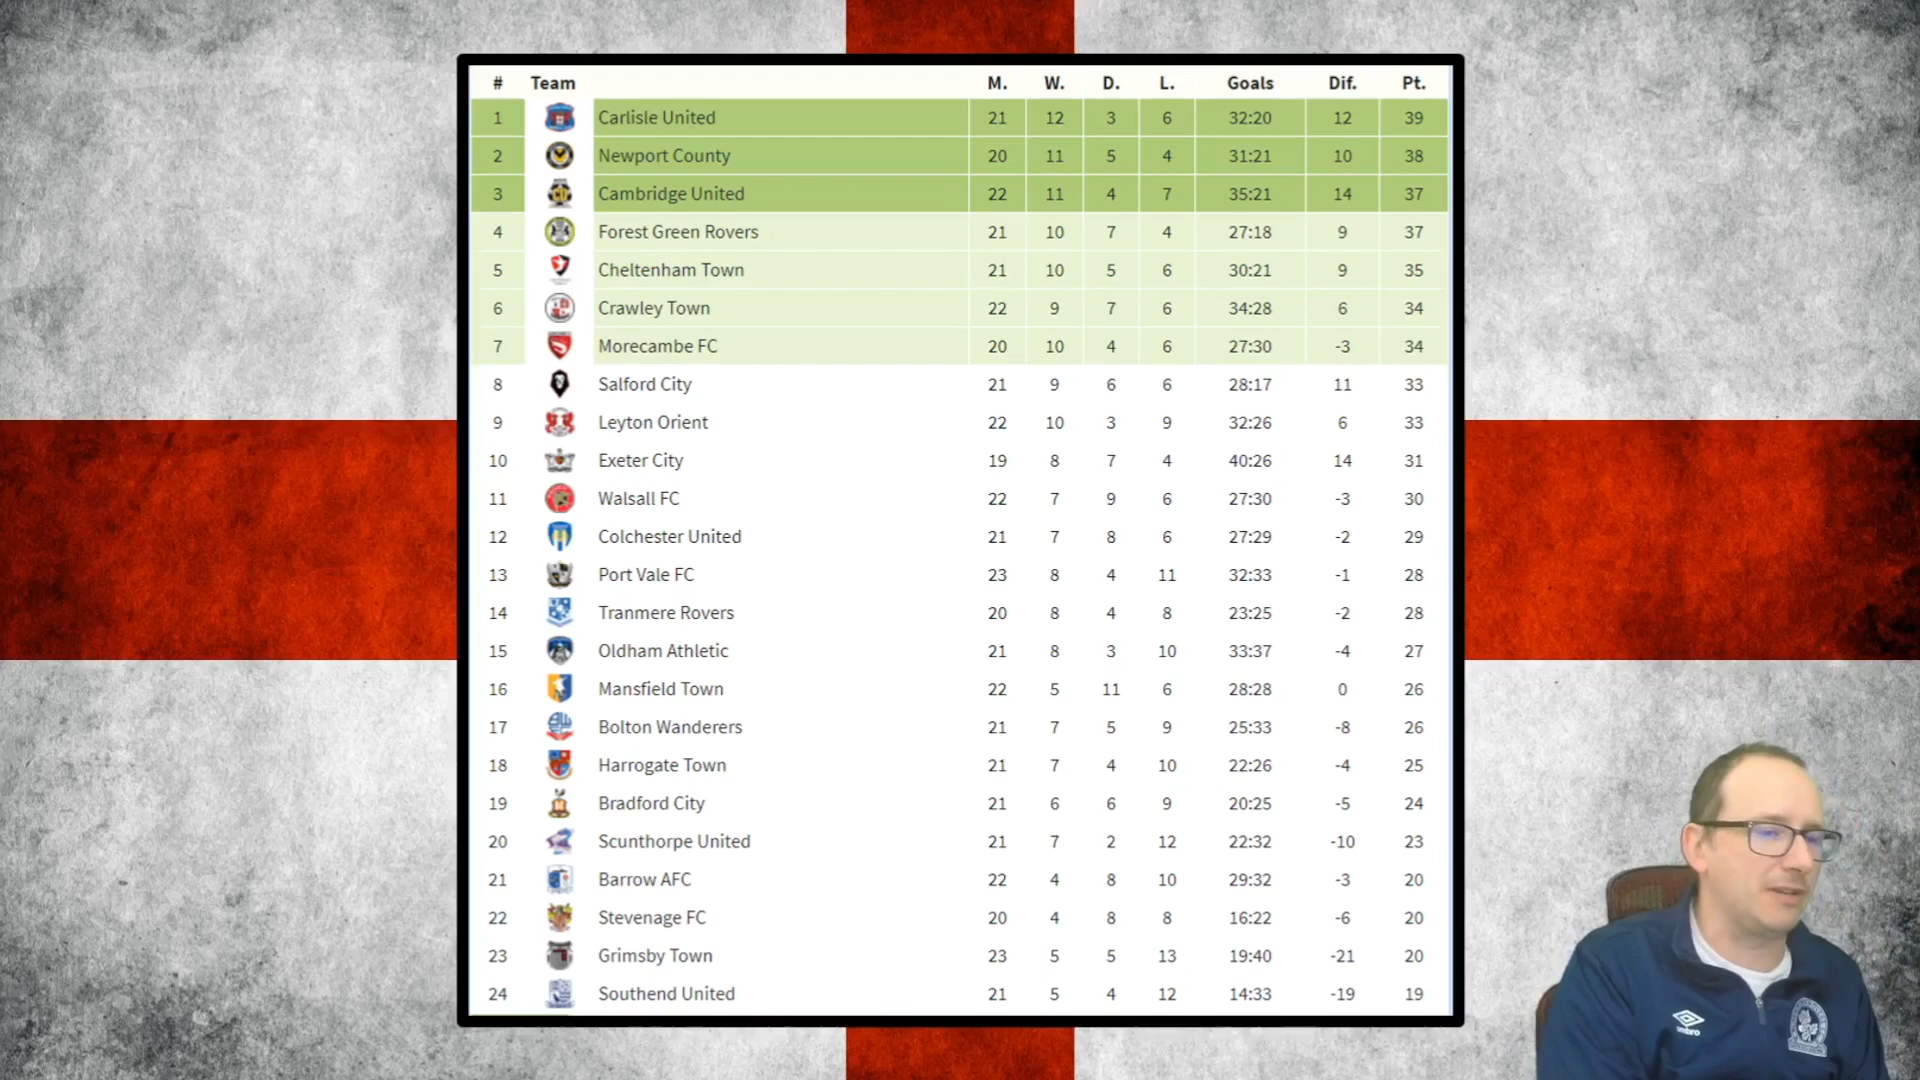 # Team M. W. D. L. Goals Dif. Pt.
1 Carlisle United 21 12 3 6 32:20 12 39
2 Newport County 20 11 5 4 31:21 10 38
3 Cambridge United 22 11 4 7 35:21 14 37
4 Forest Green Rovers 21 10 7 4 27:18 9 37
5 Cheltenham Town 21 10 5 6 30:21 9 35
6 Crawley Town 22 9 7 6 34:28 6 34
7 Morecambe FC 20 10 4 6 27:30 -3 34
8 Salford City 21 9 6 6 28:17 11 33
9 Leyton Orient 22 10 3 9 32:26 6 33
10 Exeter City 19 8 7 4 40:26 14 31
11 Walsall FC 22 7 9 6 27:30 -3 30
12 Colchester United 21 7 8 6 27:29 -2 29
13 Port Vale FC 23 8 4 11 32:33 -1 28
14 Tranmere Rovers 20 8 4 8 23:25 -2 28
15 Oldham Athletic 21 8 3 10 33:37 -4 27
16 Mansfield Town 22 5 11 6 28:28 0 26
17 Bolton Wanderers 21 7 5 9 25:33 -8 26
18 Harrogate Town 21 7 4 10 22:26 -4 25
19 Bradford City 21 6 6 9 20:25 -5 24
20 Scunthorpe United 21 7 2 12 22:32 -10 23
21 Barrow AFC 22 4 8 10 29:32 -3 20
22 Stevenage FC 20 4 8 8 16:22 -6 20
23 Grimsby Town 23 5 5 13 19:40 -21 20
24 Southend United 21 5 4 12 14:33 -19 19
umbro